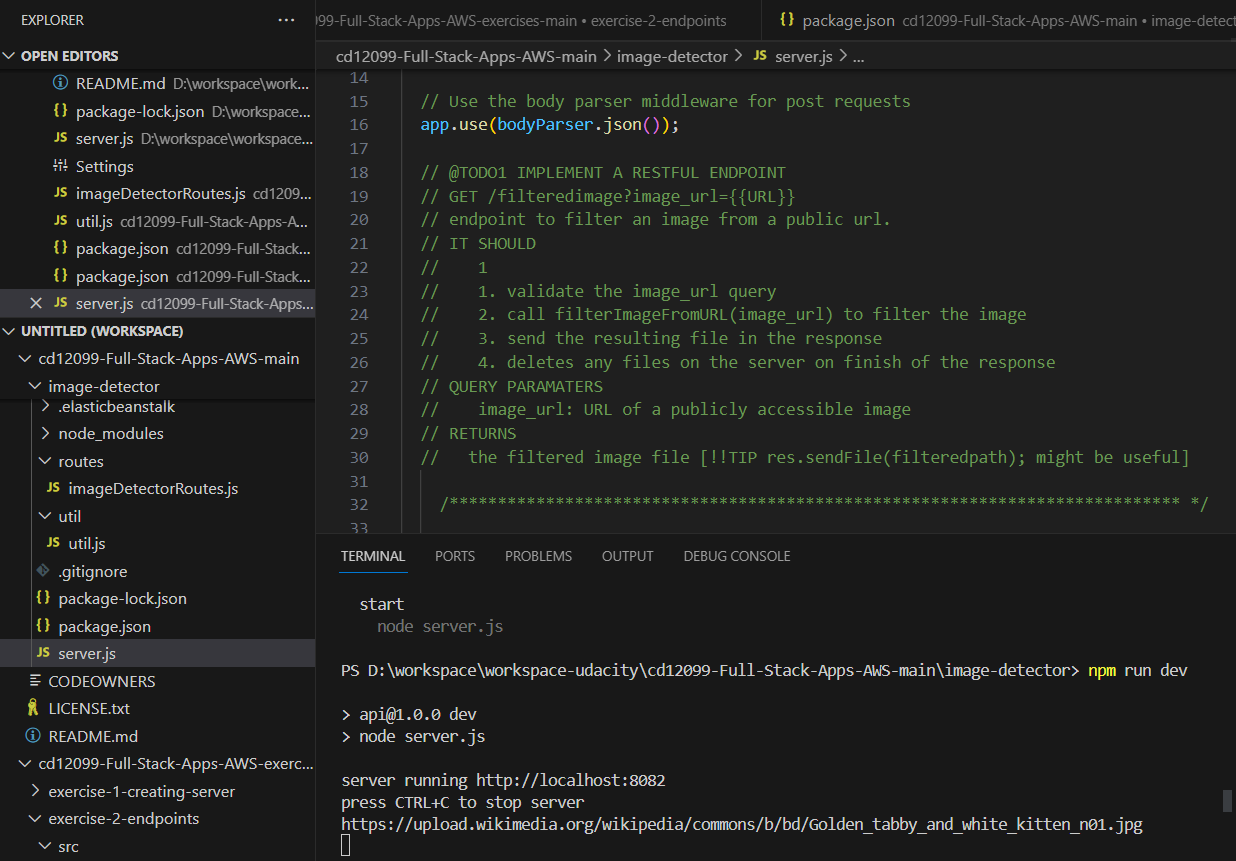 EXPLORER ...
99-Full-Stack-Apps-AWS-exercises-main • exercise-2-endpoints
{} package.json cd12099-Full-Stack-Apps-AWS-main • image-detect
OPEN EDITORS
README.md D:\workspace\work...
{} package-lock.json D:\workspace...
JS server.js D:\workspace\workspace...
Settings
JS imageDetectorRoutes.js cd1209...
JS util.js cd12099-Full-Stack-Apps-A...
{} package.json cd12099-Full-Stack...
{} package.json cd12099-Full-Stack...
JS server.js cd12099-Full-Stack-Apps...
UNTITLED (WORKSPACE)
cd12099-Full-Stack-Apps-AWS-main
image-detector
.elasticbeanstalk
node_modules
routes
JS imageDetectorRoutes.js
util
JS util.js
.gitignore
{} package-lock.json
{} package.json
JS server.js
CODEOWNERS
LICENSE.txt
README.md
cd12099-Full-Stack-Apps-AWS-exerc...
exercise-1-creating-server
exercise-2-endpoints
src
cd12099-Full-Stack-Apps-AWS-main > image-detector > JS server.js > ...
14
15 // Use the body parser middleware for post requests
16 app.use(bodyParser.json());
17
18 // @TODO1 IMPLEMENT A RESTFUL ENDPOINT
19 // GET /filteredimage?image_url={{URL}}
20 // endpoint to filter an image from a public url.
21 // IT SHOULD
22 //    1
23 //    1. validate the image_url query
24 //    2. call filterImageFromURL(image_url) to filter the image
25 //    3. send the resulting file in the response
26 //    4. deletes any files on the server on finish of the response
27 // QUERY PARAMATERS
28 //    image_url: URL of a publicly accessible image
29 // RETURNS
30 //   the filtered image file [!!TIP res.sendFile(filteredpath); might be useful]
31
32 /**************************************************************************** */
33
TERMINAL PORTS PROBLEMS OUTPUT DEBUG CONSOLE
start
node server.js
PS D:\workspace\workspace-udacity\cd12099-Full-Stack-Apps-AWS-main\image-detector> npm run dev
> api@1.0.0 dev
> node server.js
server running http://localhost:8082
press CTRL+C to stop server
https://upload.wikimedia.org/wikipedia/commons/b/bd/Golden_tabby_and_white_kitten_n01.jpg